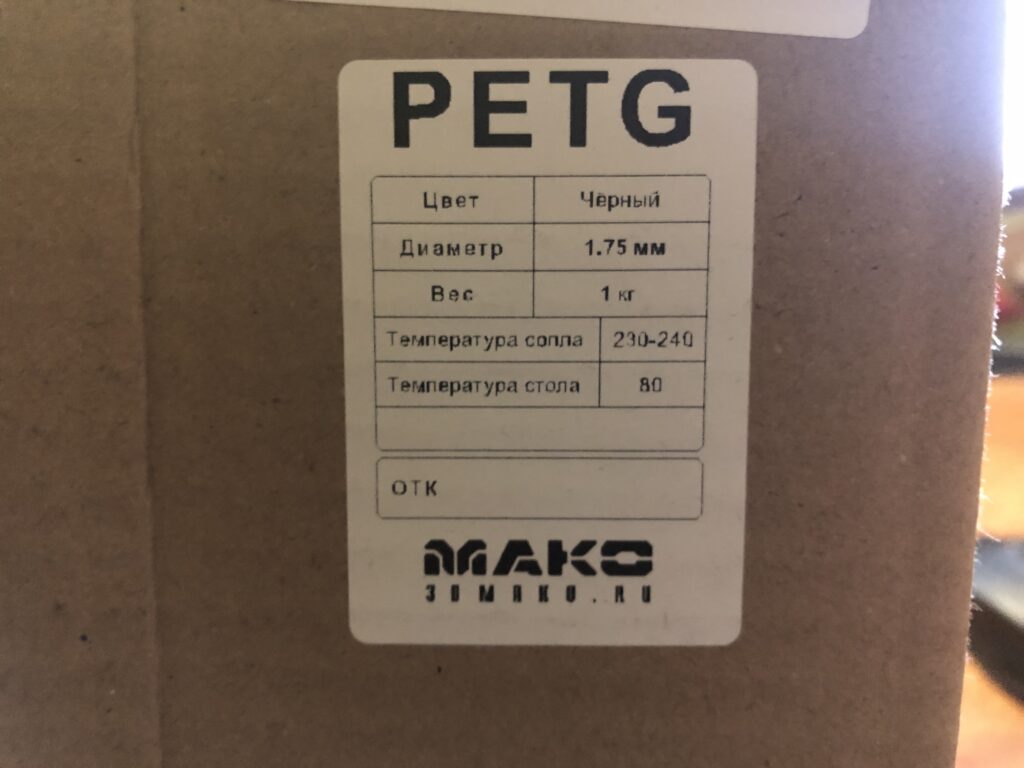 PETG
Цвет Чёрный
Диаметр 1.75 мм
Вес 1 кг
Температура сопла 230-240
Температура стола 80
ОТК
MAKO
3DMAKO.RU